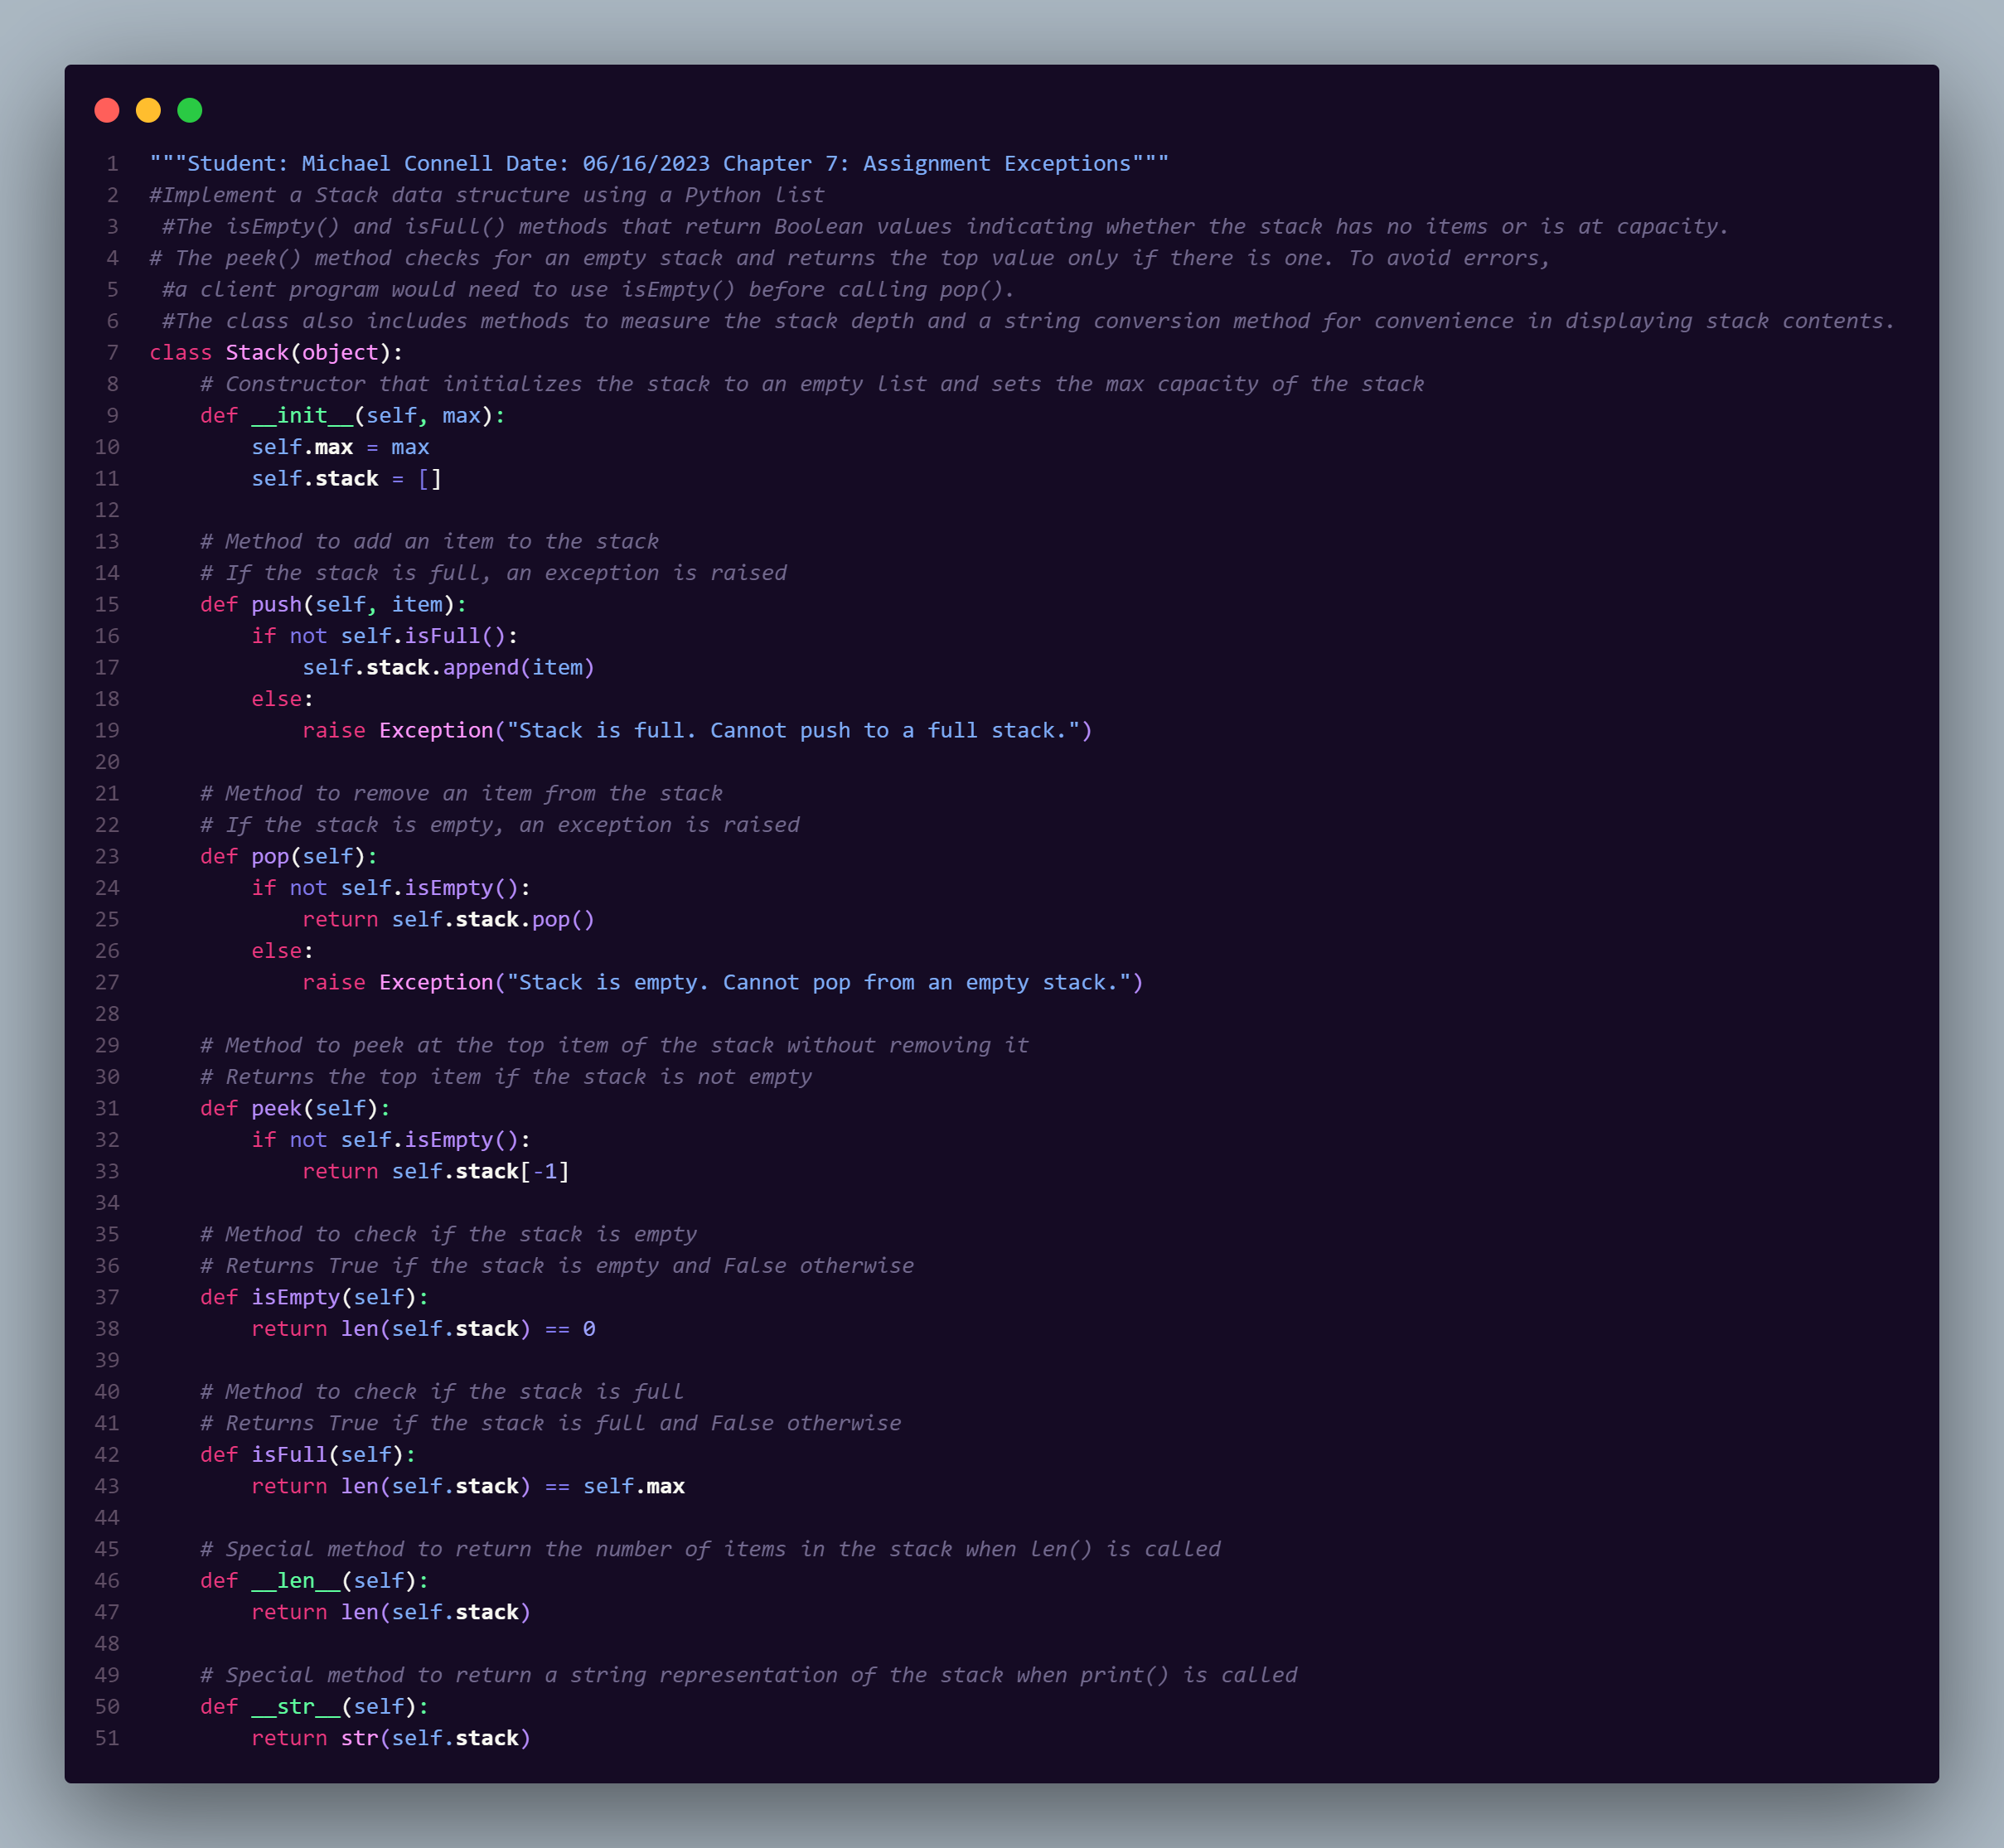 1 """Student: Michael Connell Date: 06/16/2023 Chapter 7: Assignment Exceptions"""
2 #Implement a Stack data structure using a Python list
3  #The isEmpty() and isFull() methods that return Boolean values indicating whether the stack has no items or is at capacity.
4 # The peek() method checks for an empty stack and returns the top value only if there is one. To avoid errors,
5  #a client program would need to use isEmpty() before calling pop().
6  #The class also includes methods to measure the stack depth and a string conversion method for convenience in displaying stack contents.
7 class Stack(object):
8     # Constructor that initializes the stack to an empty list and sets the max capacity of the stack
9     def __init__(self, max):
10         self.max = max
11         self.stack = []
12
13     # Method to add an item to the stack
14     # If the stack is full, an exception is raised
15     def push(self, item):
16         if not self.isFull():
17             self.stack.append(item)
18         else:
19             raise Exception("Stack is full. Cannot push to a full stack.")
20
21     # Method to remove an item from the stack
22     # If the stack is empty, an exception is raised
23     def pop(self):
24         if not self.isEmpty():
25             return self.stack.pop()
26         else:
27             raise Exception("Stack is empty. Cannot pop from an empty stack.")
28
29     # Method to peek at the top item of the stack without removing it
30     # Returns the top item if the stack is not empty
31     def peek(self):
32         if not self.isEmpty():
33             return self.stack[-1]
34
35     # Method to check if the stack is empty
36     # Returns True if the stack is empty and False otherwise
37     def isEmpty(self):
38         return len(self.stack) == 0
39
40     # Method to check if the stack is full
41     # Returns True if the stack is full and False otherwise
42     def isFull(self):
43         return len(self.stack) == self.max
44
45     # Special method to return the number of items in the stack when len() is called
46     def __len__(self):
47         return len(self.stack)
48
49     # Special method to return a string representation of the stack when print() is called
50     def __str__(self):
51         return str(self.stack)